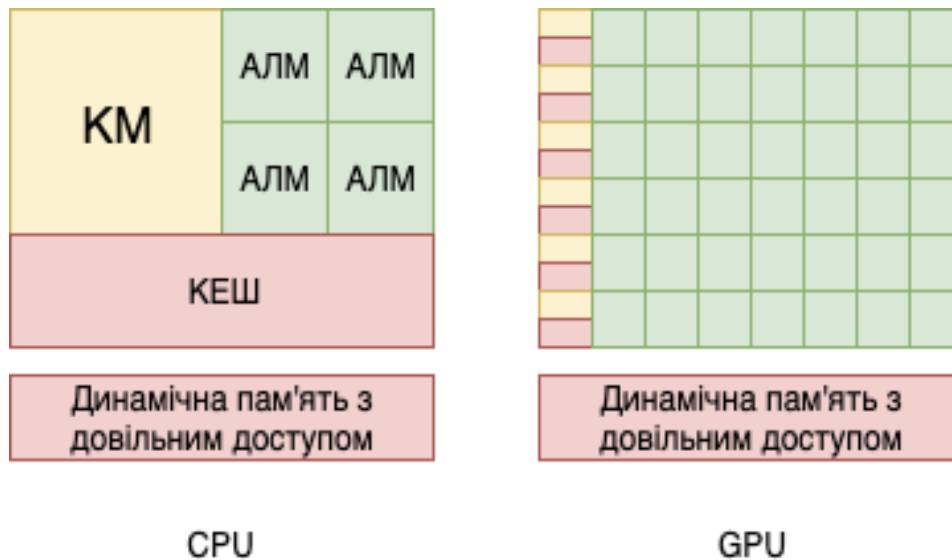 КМ
АЛМ
АЛМ
АЛМ
АЛМ
КЕШ
Динамічна пам'ять з
довільним доступом
CPU
Динамічна пам'ять з
довільним доступом
GPU